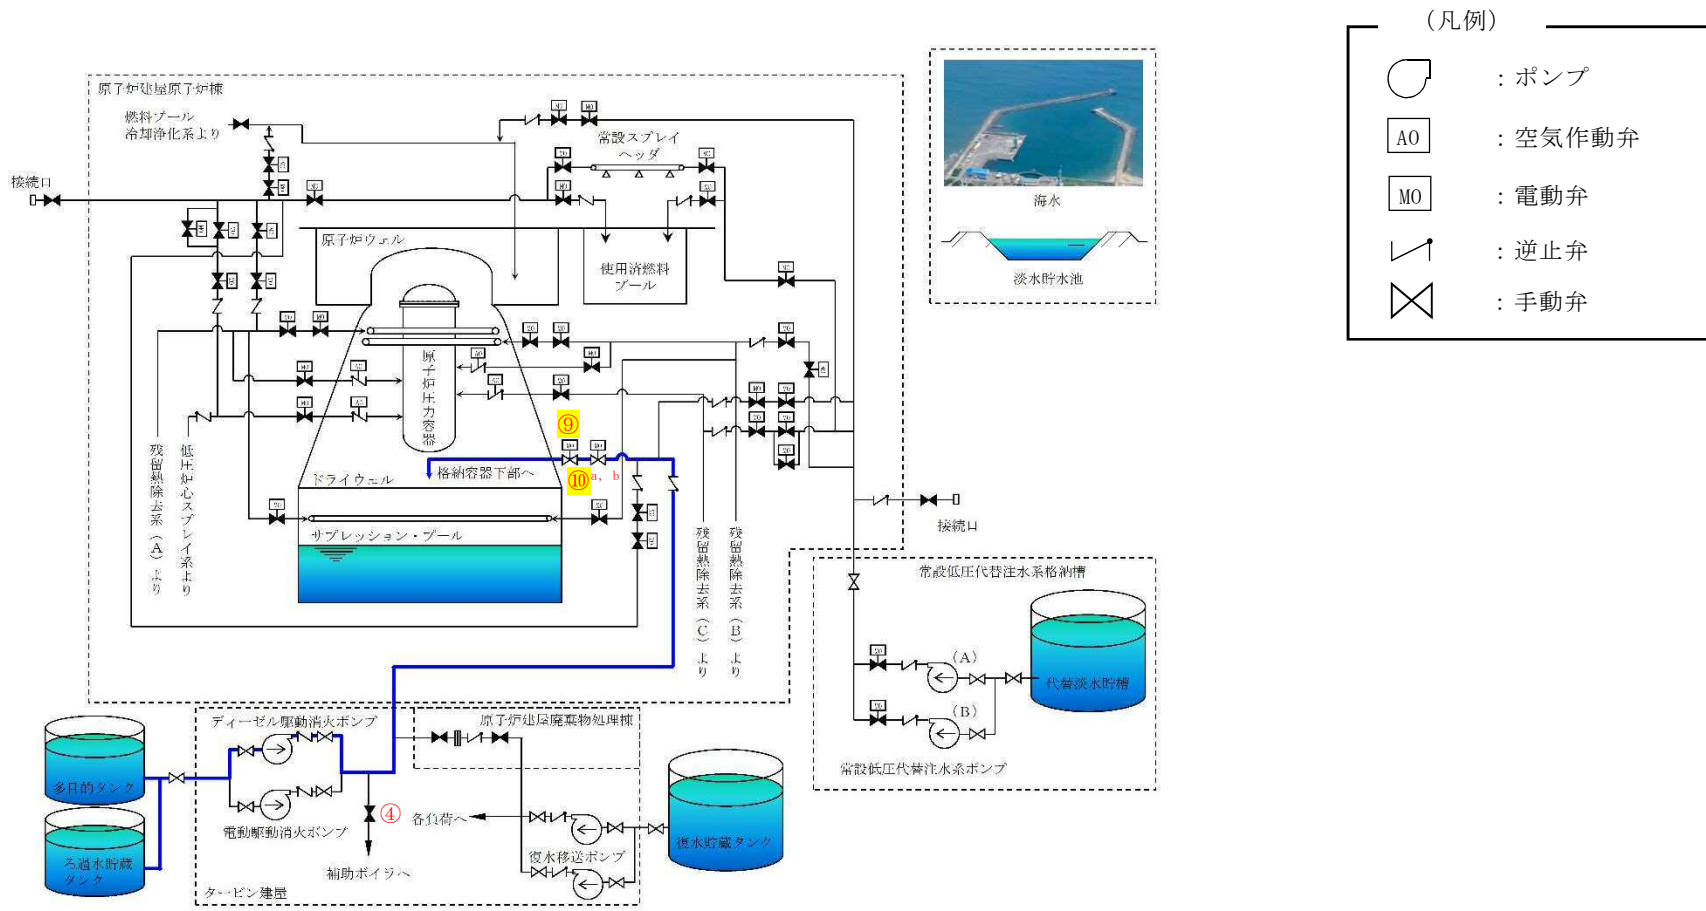 (凡例)
:ポンプ
AO
:空気作動弁
MO
:電動弁
:逆止弁
:手動弁
原子炉建屋原子炉棟
燃料プール
冷却浄化系より
接続口
常設スプレイ
ヘッダ
海水
淡水貯水池
原子炉ウェル
使用済燃料
プール
原子炉圧力容器
⑨
⑩a, b
格納容器下部へ
ドライウェル
サプレッション・プール
残留熱除去系(A)より
低圧炉心スプレイ系より
残留熱除去系(C)より
残留熱除去系(B)より
接続口
常設低圧代替注水系格納槽
(A)
代替淡水貯槽
(B)
常設低圧代替注水系ポンプ
ディーゼル駆動消火ポンプ
原子炉建屋廃棄物処理棟
多目的タンク
電動駆動消火ポンプ
④
各負荷へ
復水貯蔵タンク
ろ過水貯蔵
タンク
復水移送ポンプ
補助ボイラへ
タービン建屋